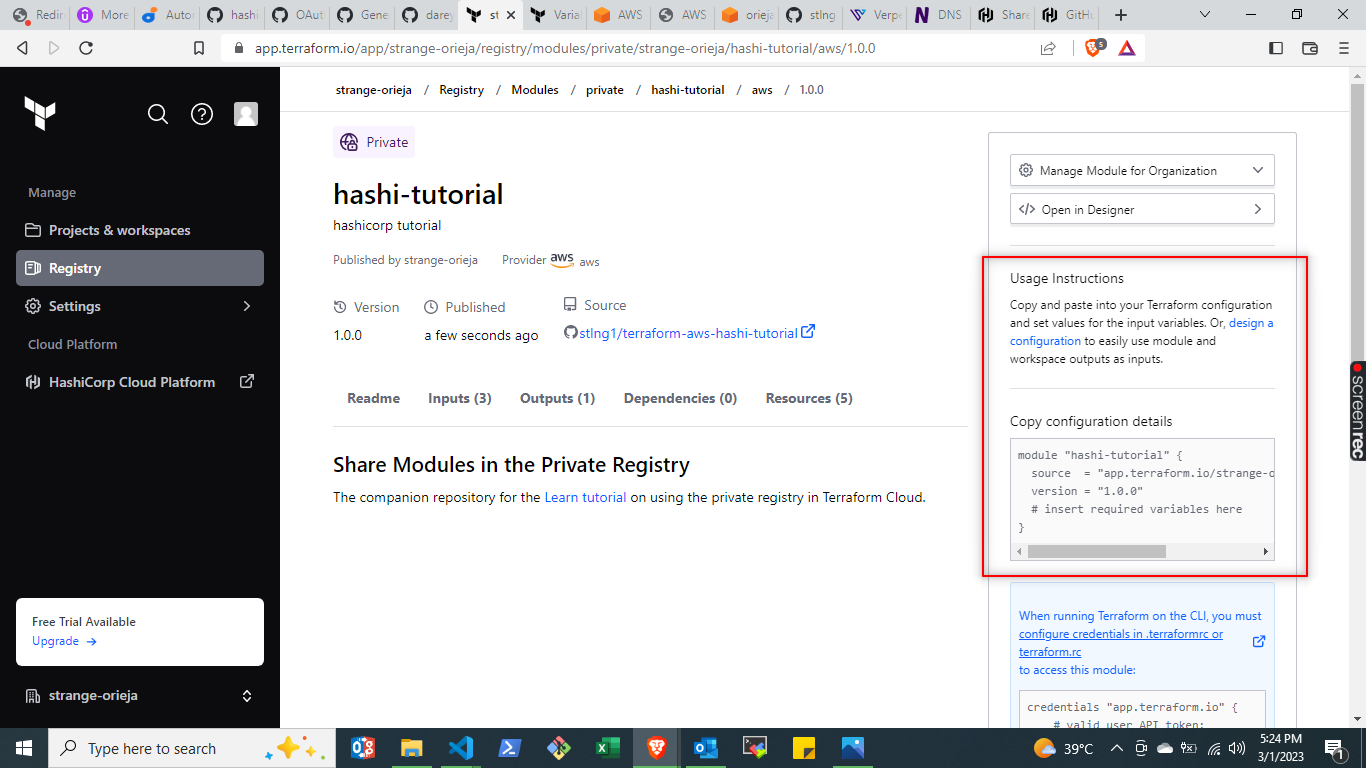 Redir
More
Autor
hashi
OAut
Gene
darey
st
Varia
AWS
AWS
orieja
stlng
Verpe
DNS
Share
GitHu
app.terraform.io/app/strange-orieja/registry/modules/private/strange-orieja/hashi-tutorial/aws/1.0.0
5
strange-orieja / Registry / Modules / private / hashi-tutorial / aws / 1.0.0
Manage
Projects & workspaces
Registry
Settings
Cloud Platform
HashiCorp Cloud Platform
Free Trial Available
Upgrade →
strange-orieja
Private
hashi-tutorial
hashicorp tutorial
Published by strange-orieja Provider aws aws
Version Published Source
1.0.0 a few seconds ago stlng1/terraform-aws-hashi-tutorial
Readme Inputs (3) Outputs (1) Dependencies (0) Resources (5)
Share Modules in the Private Registry
The companion repository for the Learn tutorial on using the private registry in Terraform Cloud.
Manage Module for Organization
</> Open in Designer
Usage Instructions
Copy and paste into your Terraform configuration
and set values for the input variables. Or, design a
configuration to easily use module and
workspace outputs as inputs.
Copy configuration details
module "hashi-tutorial" {
source = "app.terraform.io/strange-o
version = "1.0.0"
# insert required variables here
}
When running Terraform on the CLI, you must
configure credentials in .terraformrc or
terraform.rc
to access this module:
credentials "app.terraform.io" {
# valid user API token:
screenrec
Type here to search
39°C
5:24 PM
3/1/2023
1